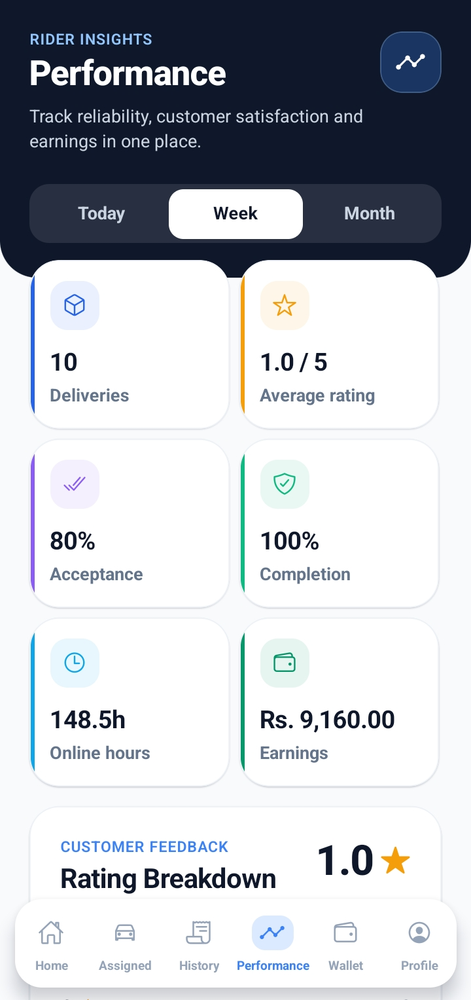 RIDER INSIGHTS
Performance
Track reliability, customer satisfaction and
earnings in one place.
Today
Week
Month
10
Deliveries
1.0 / 5
Average rating
80%
Acceptance
100%
Completion
148.5h
Online hours
Rs. 9,160.00
Earnings
CUSTOMER FEEDBACK
Rating Breakdown
1.0
Home
Assigned
History
Performance
Wallet
Profile